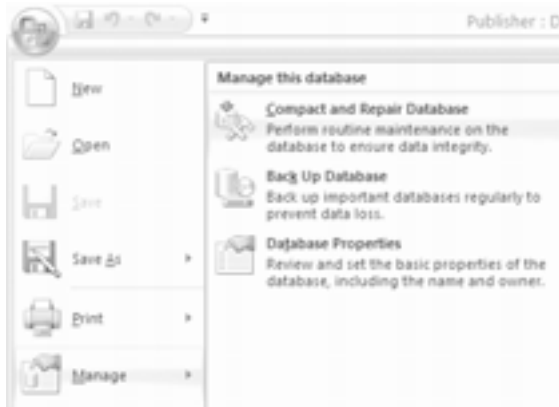 Publisher : D
New
Open
Save
Save As
Print
Manage
Manage this database
Compact and Repair Database
Perform routine maintenance on the
database to ensure data integrity.
Back Up Database
Back up important databases regularly to
prevent data loss.
Database Properties
Review and set the basic properties of the
database, including the name and owner.